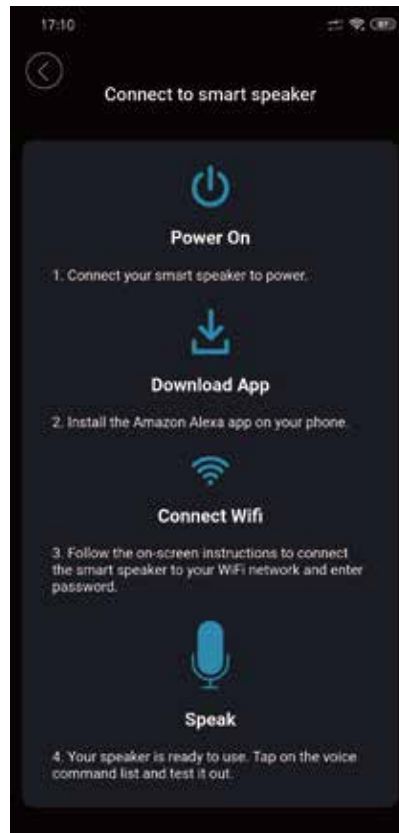 17:10
Connect to smart speaker
Power On
1. Connect your smart speaker to power.
Download App
2. Install the Amazon Alexa app on your phone.
Connect Wifi
3. Follow the on-screen instructions to connect
the smart speaker to your WiFi network and enter
password.
Speak
4. Your speaker is ready to use. Tap on the voice
command list and test it out.